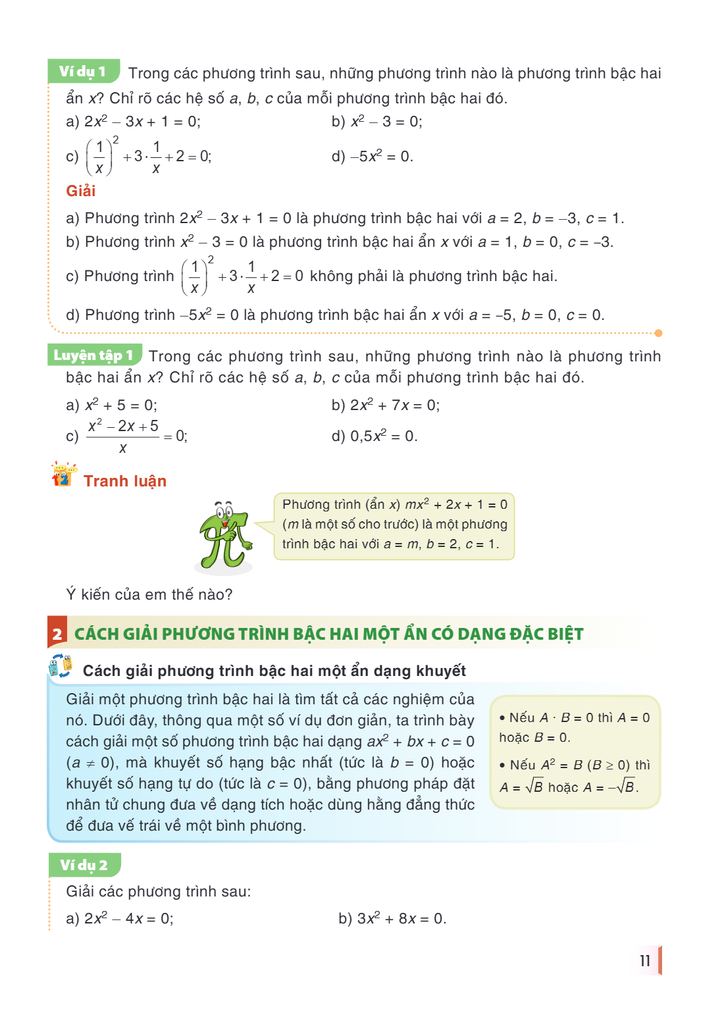 Ví dụ 1 Trong các phương trình sau, những phương trình nào là phương trình bậc hai
ẩn x? Chỉ rõ các hệ số a, b, c của mỗi phương trình bậc hai đó.
a) 2x² – 3x + 1 = 0; b) x² – 3 = 0;
c) (1/x)² + 3·1/x + 2 = 0; d) –5x² = 0.
Giải
a) Phương trình 2x² – 3x + 1 = 0 là phương trình bậc hai với a = 2, b = –3, c = 1.
b) Phương trình x² – 3 = 0 là phương trình bậc hai ẩn x với a = 1, b = 0, c = –3.
c) Phương trình (1/x)² + 3·1/x + 2 = 0 không phải là phương trình bậc hai.
d) Phương trình –5x² = 0 là phương trình bậc hai ẩn x với a = –5, b = 0, c = 0.
Luyện tập 1 Trong các phương trình sau, những phương trình nào là phương trình
bậc hai ẩn x? Chỉ rõ các hệ số a, b, c của mỗi phương trình bậc hai đó.
a) x² + 5 = 0; b) 2x² + 7x = 0;
c) (x² – 2x + 5)/x = 0; d) 0,5x² = 0.
Tranh luận
Phương trình (ẩn x) mx² + 2x + 1 = 0
(m là một số cho trước) là một phương
trình bậc hai với a = m, b = 2, c = 1.
Ý kiến của em thế nào?
2 CÁCH GIẢI PHƯƠNG TRÌNH BẬC HAI MỘT ẨN CÓ DẠNG ĐẶC BIỆT
Cách giải phương trình bậc hai một ẩn dạng khuyết
Giải một phương trình bậc hai là tìm tất cả các nghiệm của
nó. Dưới đây, thông qua một số ví dụ đơn giản, ta trình bày
cách giải một số phương trình bậc hai dạng ax² + bx + c = 0
(a ≠ 0), mà khuyết số hạng bậc nhất (tức là b = 0) hoặc
khuyết số hạng tự do (tức là c = 0), bằng phương pháp đặt
nhân tử chung đưa về dạng tích hoặc dùng hằng đẳng thức
để đưa vế trái về một bình phương.
• Nếu A · B = 0 thì A = 0
hoặc B = 0.
• Nếu A² = B (B ≥ 0) thì
A = √B hoặc A = –√B.
Ví dụ 2
Giải các phương trình sau:
a) 2x² – 4x = 0; b) 3x² + 8x = 0.
11